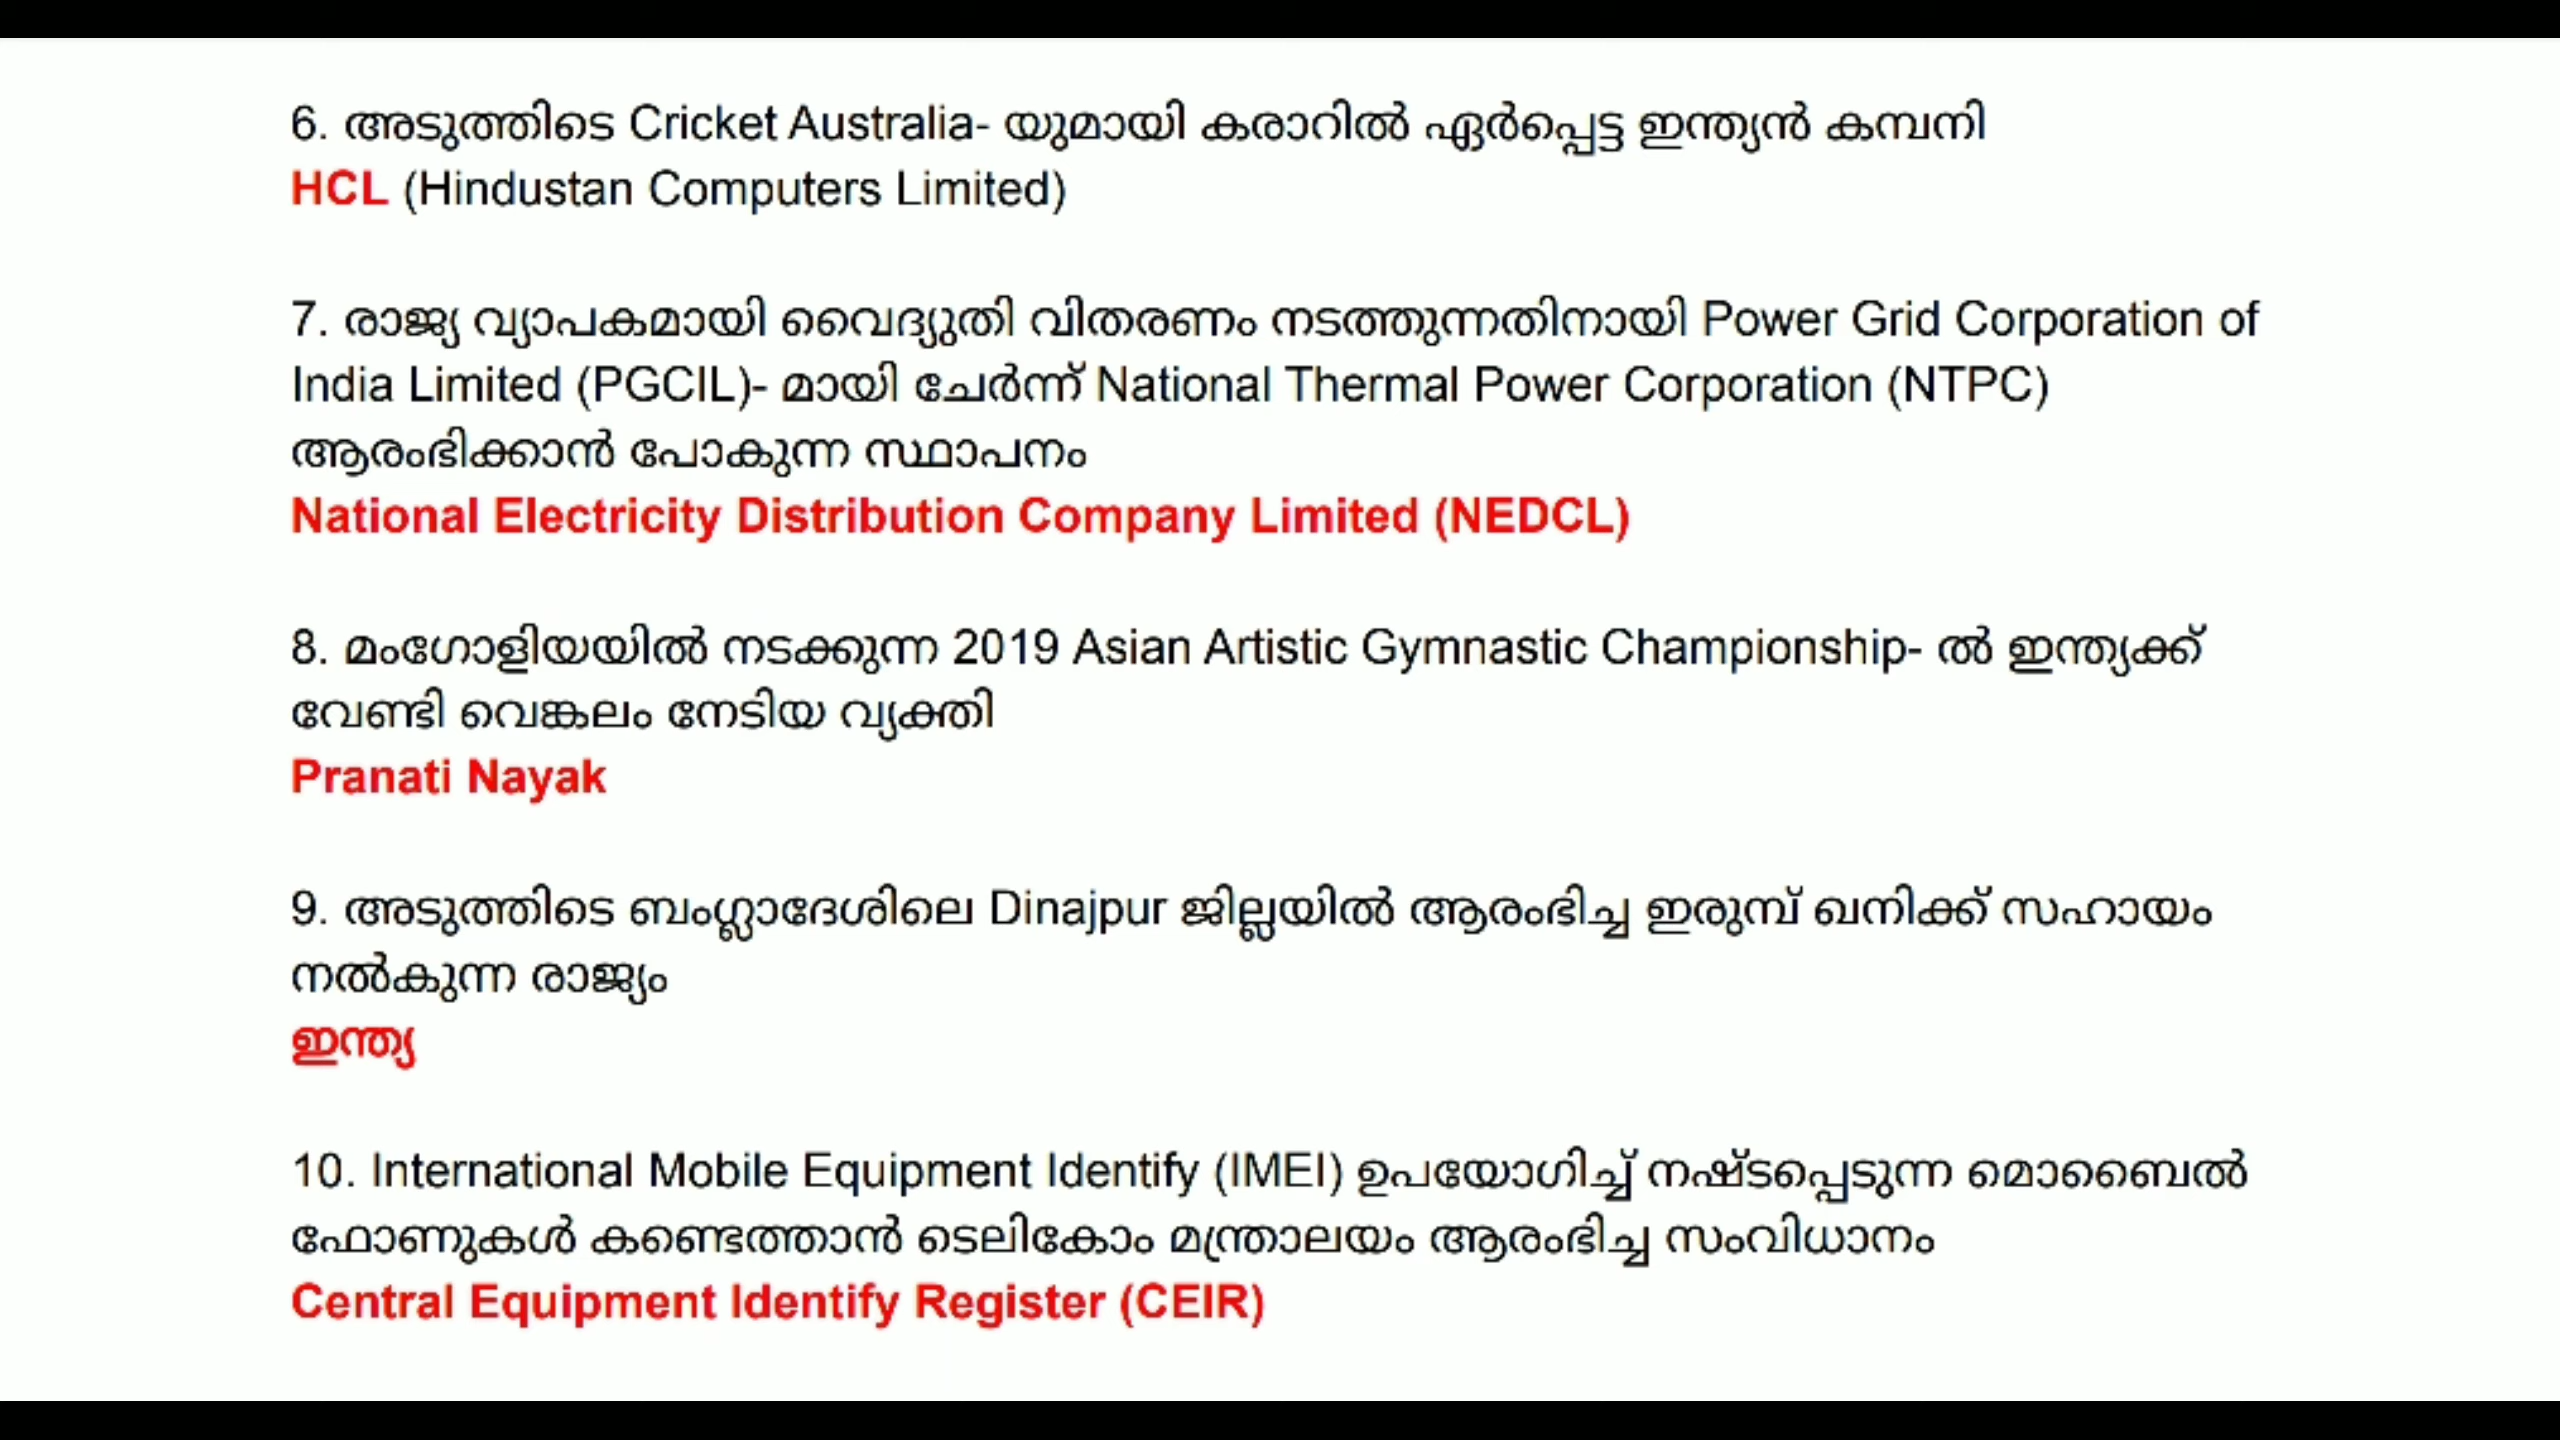 6. അടുത്തിടെ Cricket Australia- യുമായി കരാറിൽ ഏർപ്പെട്ട ഇന്ത്യൻ കമ്പനി
HCL (Hindustan Computers Limited)
7. രാജ്യ വ്യാപകമായി വൈദ്യുതി വിതരണം നടത്തുന്നതിനായി Power Grid Corporation of
India Limited (PGCIL)- മായി ചേർന്ന് National Thermal Power Corporation (NTPC)
ആരംഭിക്കാൻ പോകുന്ന സ്ഥാപനം
National Electricity Distribution Company Limited (NEDCL)
8. മംഗോളിയയിൽ നടക്കുന്ന 2019 Asian Artistic Gymnastic Championship- ൽ ഇന്ത്യക്ക്
വേണ്ടി വെങ്കലം നേടിയ വ്യക്തി
Pranati Nayak
9. അടുത്തിടെ ബംഗ്ലാദേശിലെ Dinajpur ജില്ലയിൽ ആരംഭിച്ച ഇരുമ്പ് ഖനിക്ക് സഹായം
നൽകുന്ന രാജ്യം
ഇന്ത്യ
10. International Mobile Equipment Identify (IMEI) ഉപയോഗിച്ച് നഷ്ടപ്പെടുന്ന മൊബൈൽ
ഫോണുകൾ കണ്ടെത്താൻ ടെലികോം മന്ത്രാലയം ആരംഭിച്ച സംവിധാനം
Central Equipment Identify Register (CEIR)